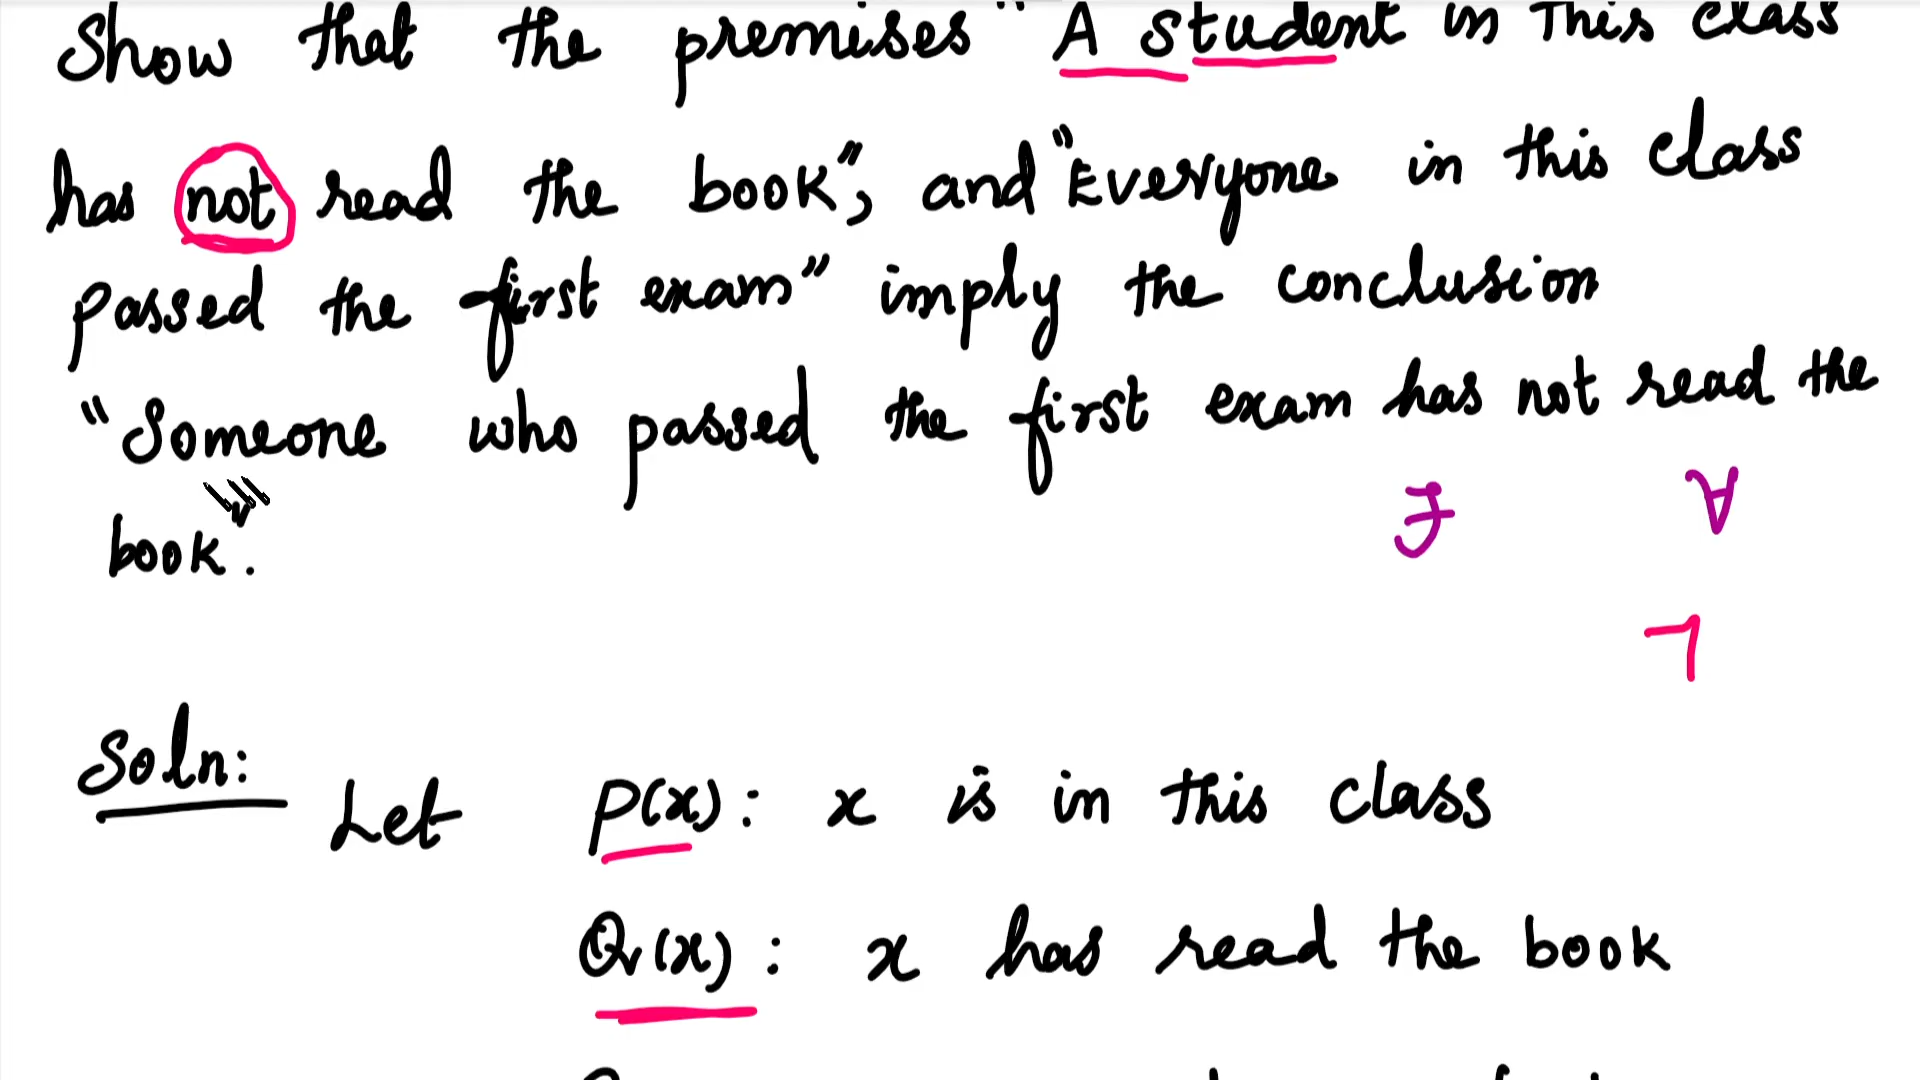 Show that the premises "A student in this class
has not read the book", and "Everyone in this class
passed the first exam" imply the conclusion
"Someone who passed the first exam has not read the
book".
∃ ∀
¬
Soln:
Let P(x): x is in this class
Q(x): x has read the book